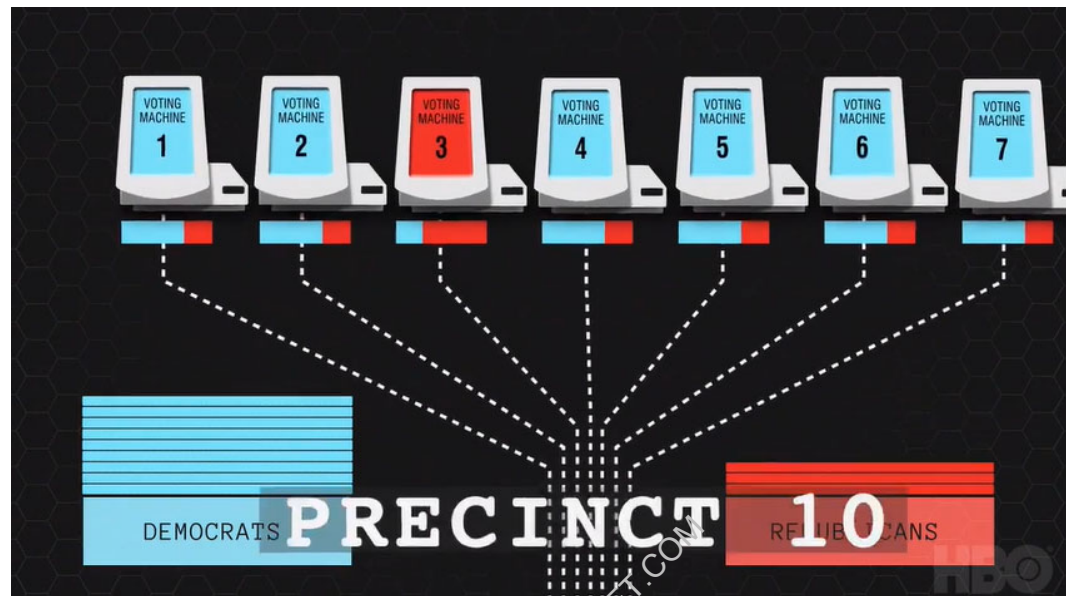 VOTING
MACHINE
1
VOTING
MACHINE
2
VOTING
MACHINE
3
VOTING
MACHINE
4
VOTING
MACHINE
5
VOTING
MACHINE
6
VOTING
MACHINE
7
DEMOCRATS
PRECINCT 10
REPUBLICANS
HBO